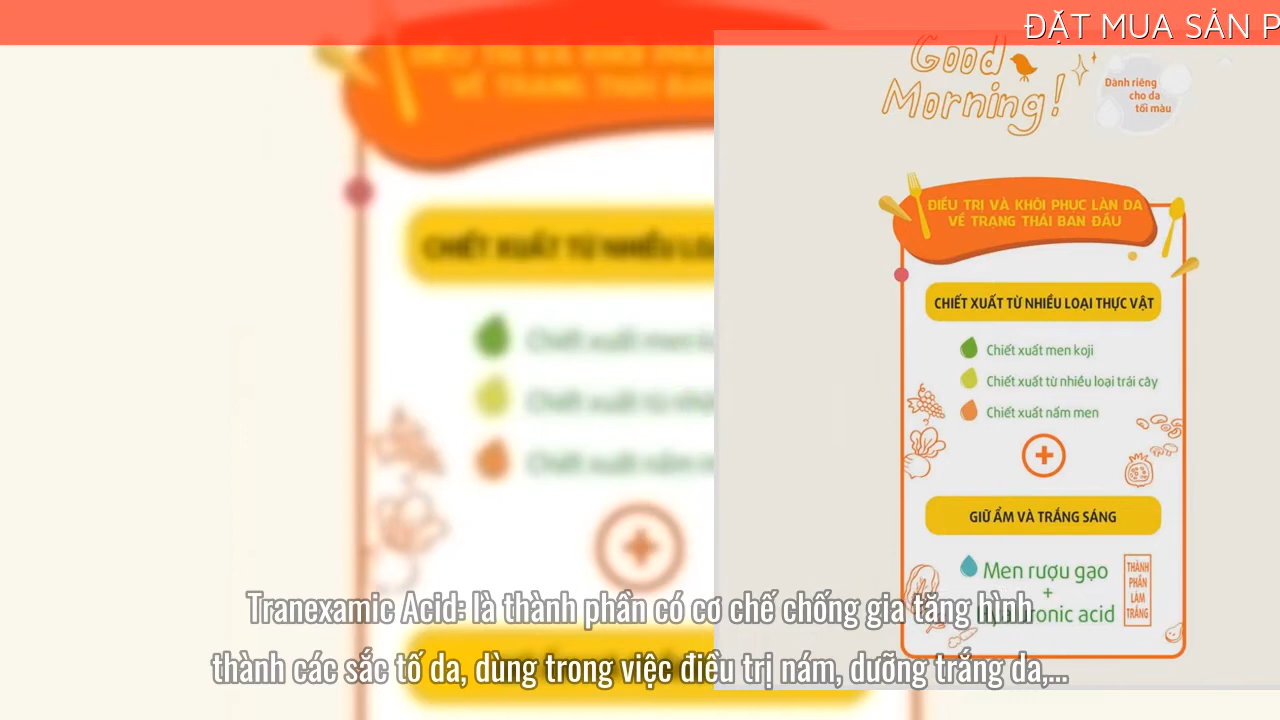 ĐẶT MUA SẢN P
Good
Morning!
Dành riêng
cho da
tối màu
ĐIỀU TRỊ VÀ KHÔI PHỤC LÀN DA
VỀ TRẠNG THÁI BAN ĐẦU
CHIẾT XUẤT TỪ NHIỀU LOẠI THỰC VẬT
Chiết xuất men koji
Chiết xuất từ nhiều loại trái cây
Chiết xuất nấm men
GIỮ ẨM VÀ TRẮNG SÁNG
Men rượu gạo
+
acid
THÀNH
PHẦN
LÀM
TRẮNG
Tranexamic Acid: là thành phần có cơ chế chống gia tăng hình
thành các sắc tố da, dùng trong việc điều trị nám, dưỡng trắng da,...